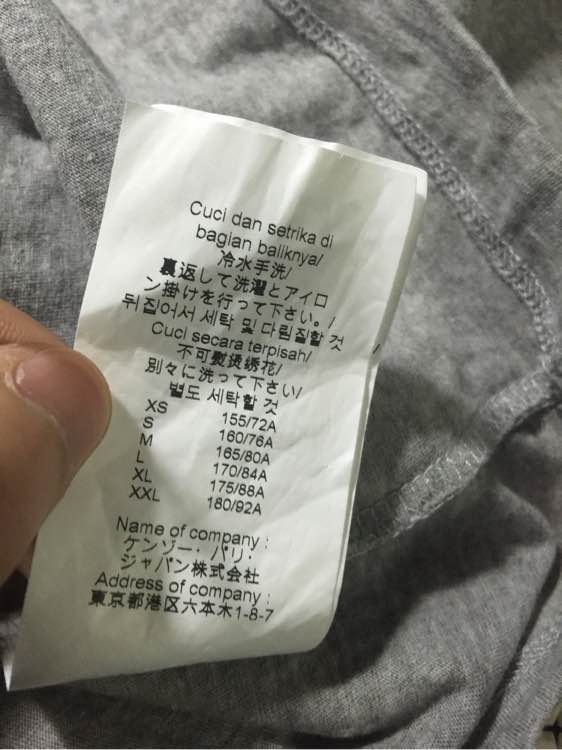 Cuci dan setrika di
bagian baliknya/
冷水手洗/
裏返して洗濯とアイロ
ン掛けを行って下さい。/
뒤집어서 세탁 및 다림질할 것
/
Cuci secara terpisah/
不可熨烫绣花/
別々に洗って下さい/
별도 세탁할 것
XS 155/72A
S 160/76A
M 165/80A
L 170/84A
XL 175/88A
XXL 180/92A
Name of company :
ケンゾー・パリ・
ジャパン株式会社
Address of company :
東京都港区六本木1-8-7